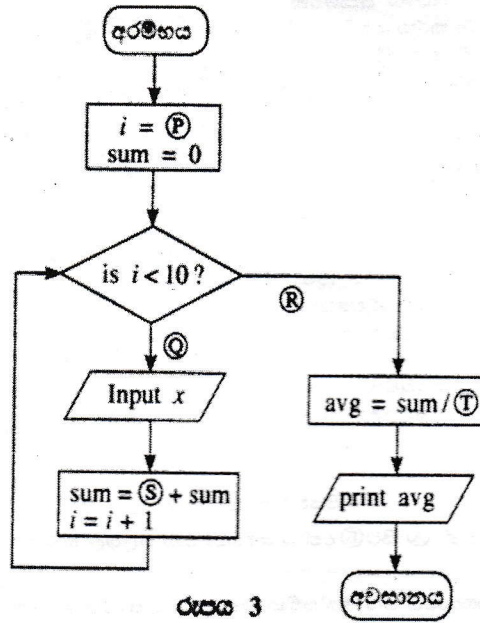 අරම්භය
i = Ⓟ
sum = 0
is i < 10 ?
Ⓡ
Ⓠ
Input x
avg = sum / Ⓣ
sum = Ⓢ + sum
i = i + 1
print avg
අවසානය
රූපය 3